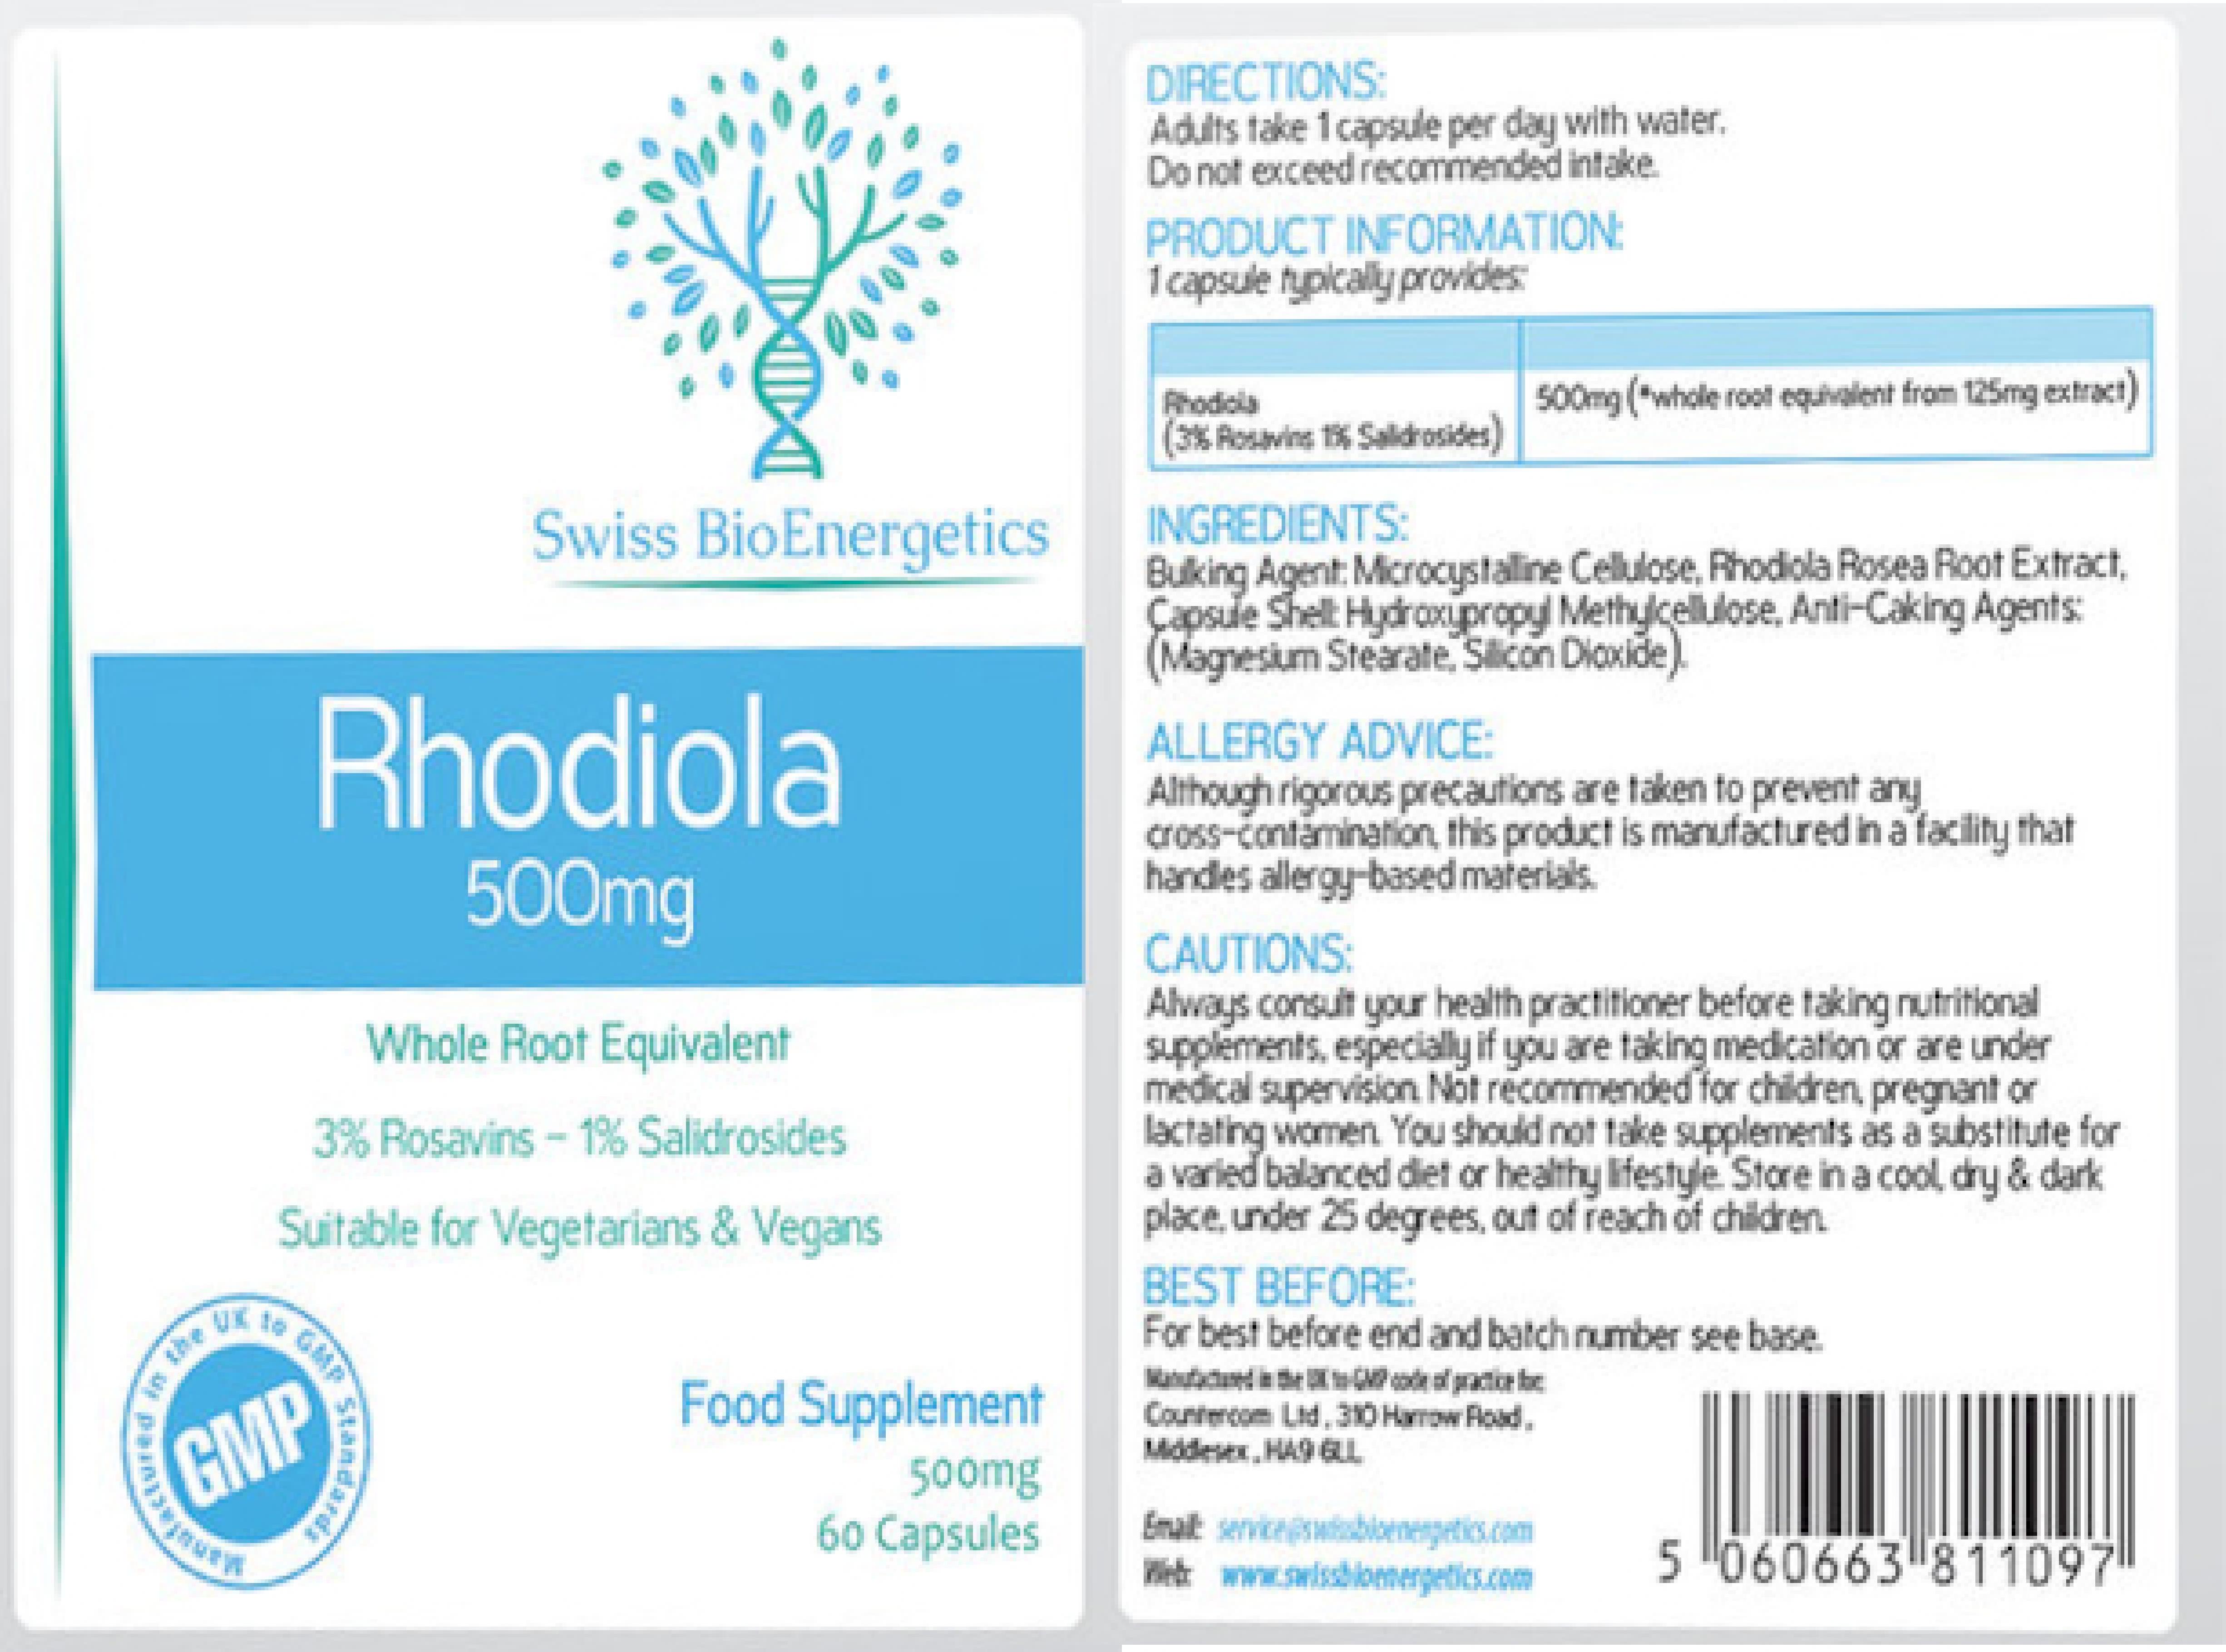 Swiss BioEnergetics
Rhodiola
500mg
Whole Root Equivalent
3% Rosavins - 1% Salidrosides
Suitable for Vegetarians & Vegans
Manufactured in the UK to GMP Standards
GMP
Food Supplement
500mg
60 Capsules
DIRECTIONS:
Adults take 1 capsule per day with water.
Do not exceed recommended intake.
PRODUCT INFORMATION:
1 capsule typically provides:
Rhodiola
(3% Rosavins 1% Salidrosides)
500mg (*whole root equivalent from 125mg extract)
INGREDIENTS:
Bulking Agent: Microcystalline Cellulose, Rhodiola Rosea Root Extract,
Capsule Shell: Hydroxypropyl Methylcellulose, Anti-Caking Agents:
(Magnesium Stearate, Silicon Dioxide).
ALLERGY ADVICE:
Although rigorous precautions are taken to prevent any
cross-contamination, this product is manufactured in a facility that
handles allergy-based materials.
CAUTIONS:
Always consult your health practitioner before taking nutritional
supplements, especially if you are taking medication or are under
medical supervision. Not recommended for children, pregnant or
lactating women. You should not take supplements as a substitute for
a varied balanced diet or healthy lifestyle. Store in a cool, dry & dark
place, under 25 degrees, out of reach of children.
BEST BEFORE:
For best before end and batch number see base.
Manufactured in the UK to GMP code of practice for:
Countercom Ltd , 310 Harrow Road ,
Middlesex , HA9 6LL
Email: service@swissbioenergetics.com
Web: www.swissbioenergetics.com
5 060663 811097